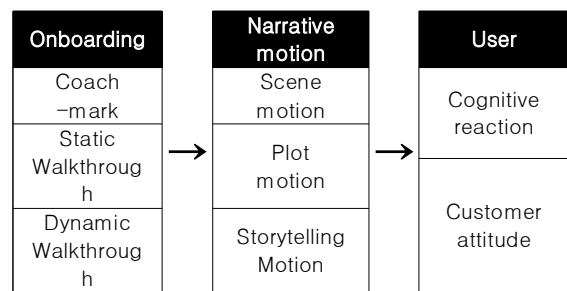 Onboarding
Coach
-mark
Static
Walkthroug
h
Dynamic
Walkthroug
h
Narrative
motion
Scene
motion
Plot
motion
Storytelling
Motion
User
Cognitive
reaction
Customer
attitude